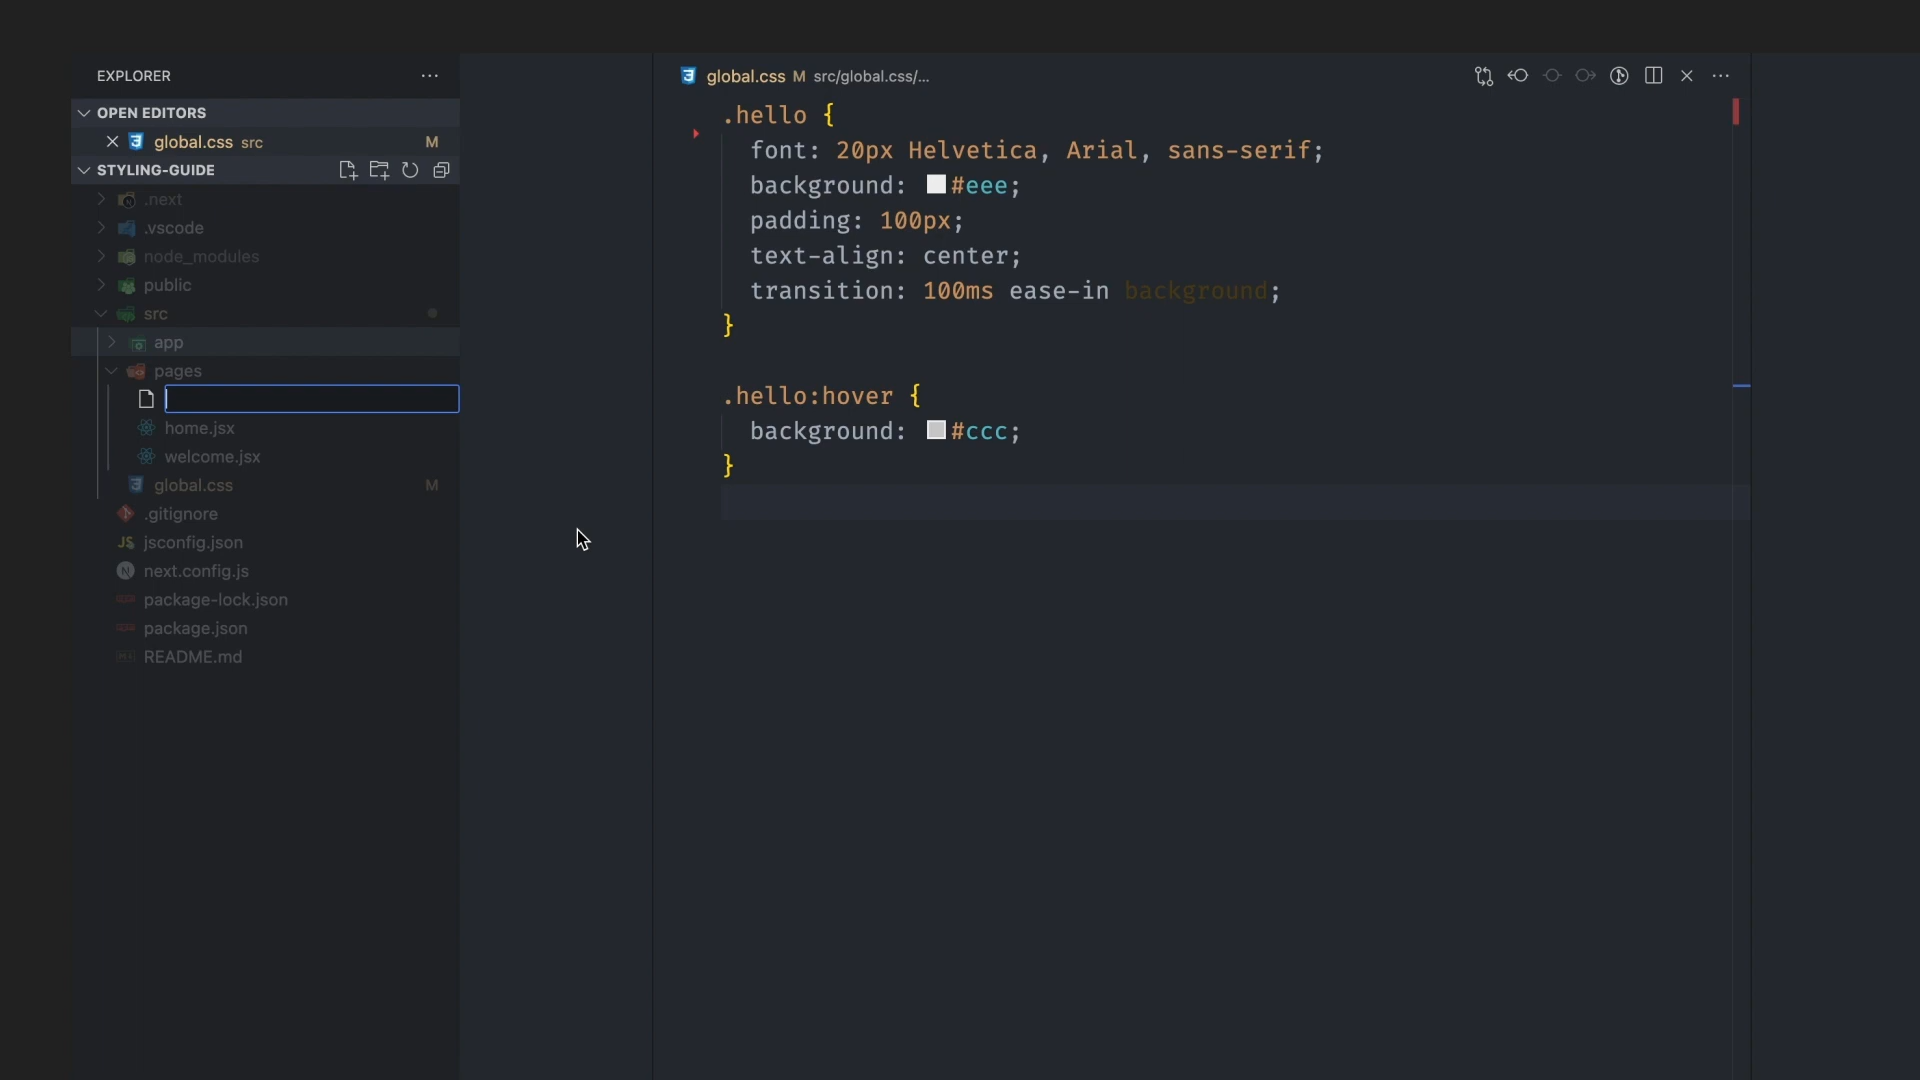 EXPLORER
OPEN EDITORS
global.css src M
STYLING-GUIDE
.next
.vscode
node_modules
public
src
app
pages
home.jsx
welcome.jsx
global.css M
.gitignore
JS jsconfig.json
N next.config.js
package-lock.json
package.json
README.md
global.css M src/global.css/...
.hello {
font: 20px Helvetica, Arial, sans-serif;
background: #eee;
padding: 100px;
text-align: center;
transition: 100ms ease-in background;
}
.hello:hover {
background: #ccc;
}